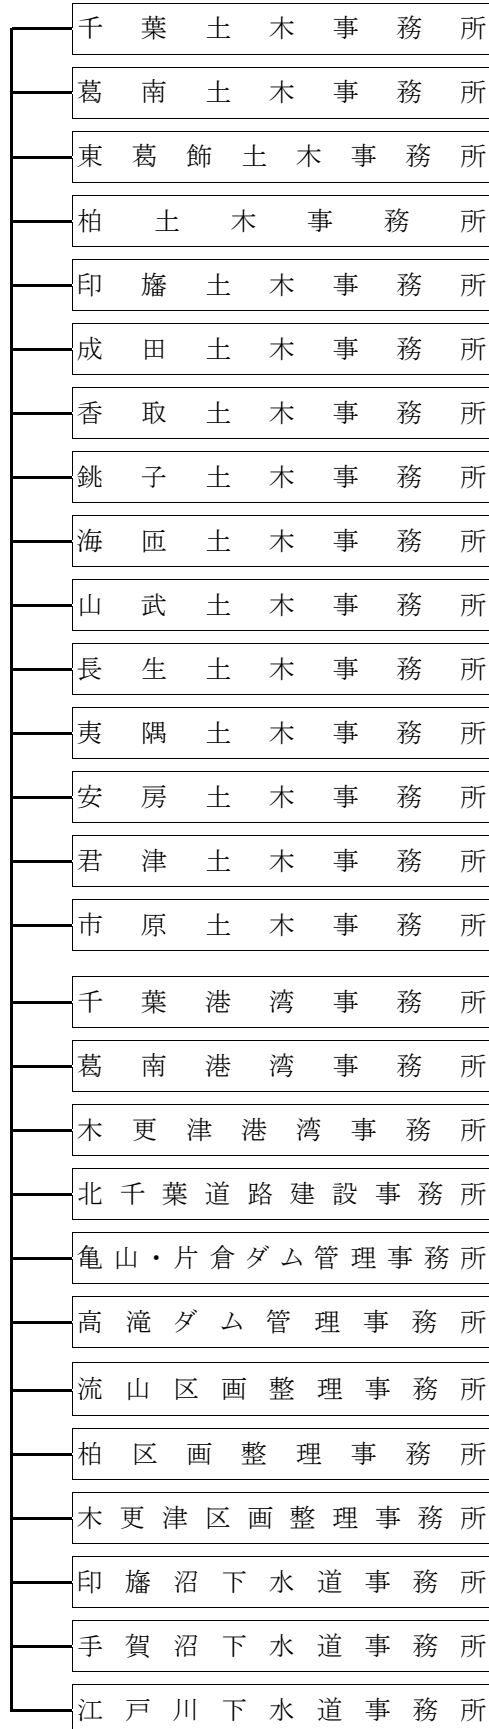 千葉土木事務所
葛南土木事務所
東葛飾土木事務所
柏土木事務所
印旛土木事務所
成田土木事務所
香取土木事務所
銚子土木事務所
海匝土木事務所
山武土木事務所
長生土木事務所
夷隅土木事務所
安房土木事務所
君津土木事務所
市原土木事務所
千葉港湾事務所
葛南港湾事務所
木更津港湾事務所
北千葉道路建設事務所
亀山・片倉ダム管理事務所
高滝ダム管理事務所
流山区画整理事務所
柏区画整理事務所
木更津区画整理事務所
印旛沼下水道事務所
手賀沼下水道事務所
江戸川下水道事務所